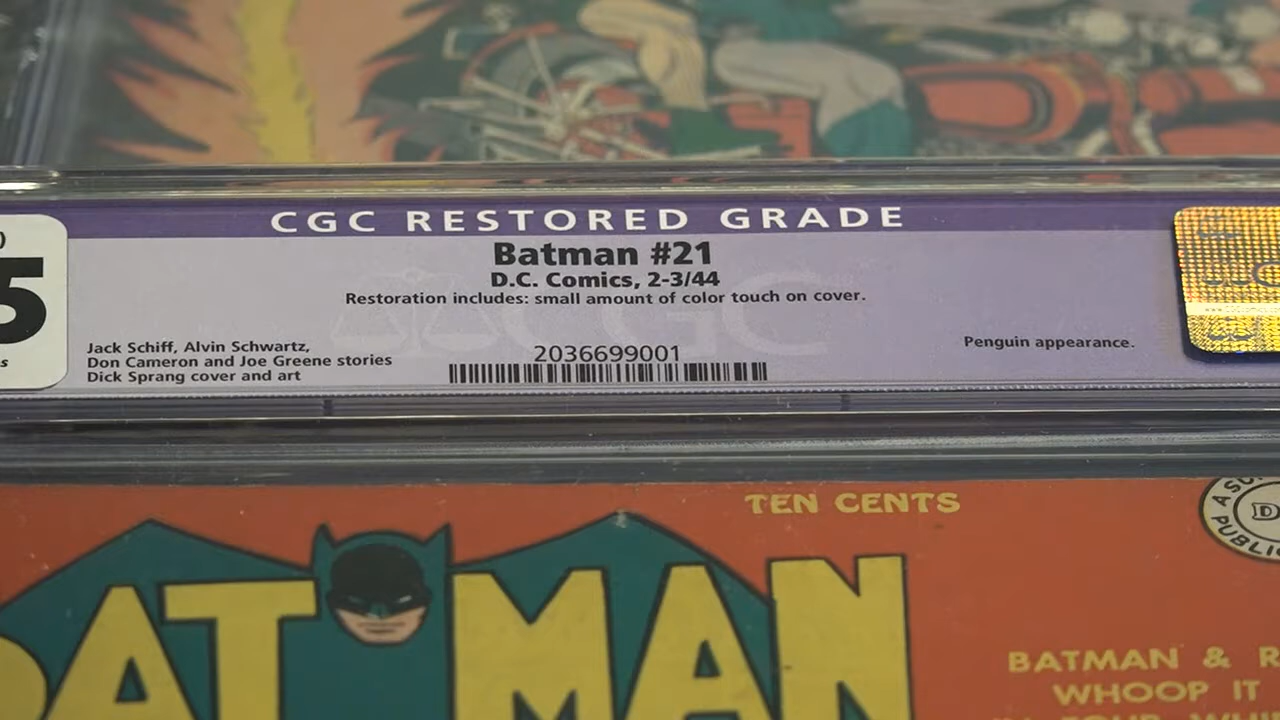 CGC RESTORED GRADE
Batman #21
D.C. Comics, 2-3/44
Restoration includes: small amount of color touch on cover.
5
Jack Schiff, Alvin Schwartz,
Don Cameron and Joe Greene stories
Dick Sprang cover and art
2036699001
Penguin appearance.
CGC
TEN CENTS
BATMAN
BATMAN & R
WHOOP IT